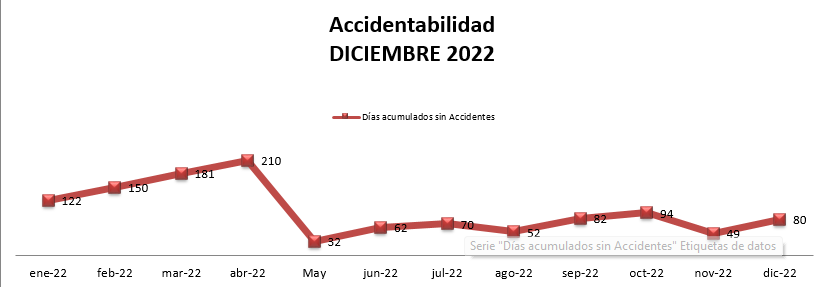 Accidentabilidad
DICIEMBRE 2022
Días acumulados sin Accidentes
122 150 181 210 32 62 70 52 82 94 49 80
Serie "Días acumulados sin Accidentes" Etiquetas de datos
ene-22 feb-22 mar-22 abr-22 May jun-22 jul-22 ago-22 sep-22 oct-22 nov-22 dic-22